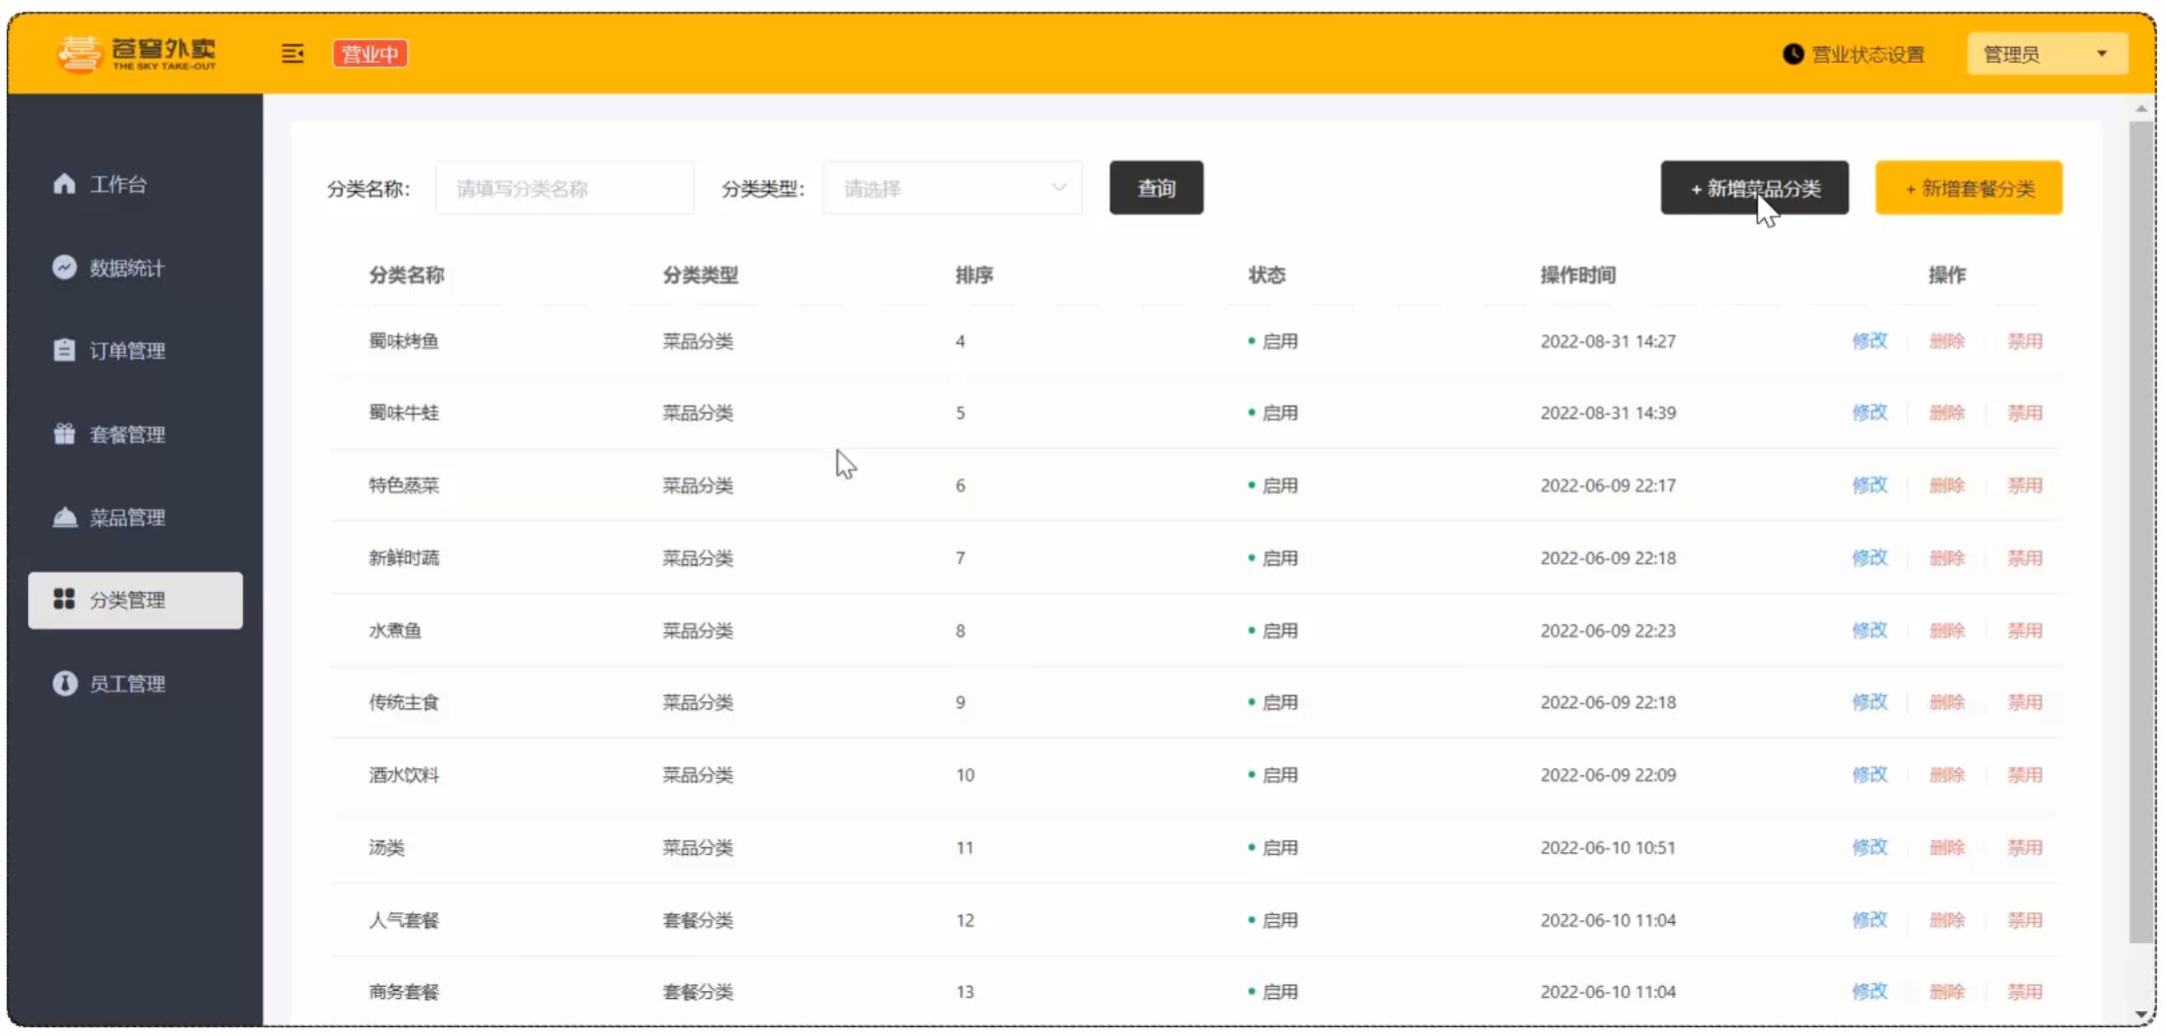 苍穹外卖
THE SKY TAKE-OUT
营业中
营业状态设置
管理员
工作台
数据统计
订单管理
套餐管理
菜品管理
分类管理
员工管理
分类名称: 请填写分类名称 分类类型: 请选择 查询 + 新增菜品分类 + 新增套餐分类
分类名称 分类类型 排序 状态 操作时间 操作
蜀味烤鱼 菜品分类 4 启用 2022-08-31 14:27 修改 删除 禁用
蜀味牛蛙 菜品分类 5 启用 2022-08-31 14:39 修改 删除 禁用
特色蒸菜 菜品分类 6 启用 2022-06-09 22:17 修改 删除 禁用
新鲜时蔬 菜品分类 7 启用 2022-06-09 22:18 修改 删除 禁用
水煮鱼 菜品分类 8 启用 2022-06-09 22:23 修改 删除 禁用
传统主食 菜品分类 9 启用 2022-06-09 22:18 修改 删除 禁用
酒水饮料 菜品分类 10 启用 2022-06-09 22:09 修改 删除 禁用
汤类 菜品分类 11 启用 2022-06-10 10:51 修改 删除 禁用
人气套餐 套餐分类 12 启用 2022-06-10 11:04 修改 删除 禁用
商务套餐 套餐分类 13 启用 2022-06-10 11:04 修改 删除 禁用